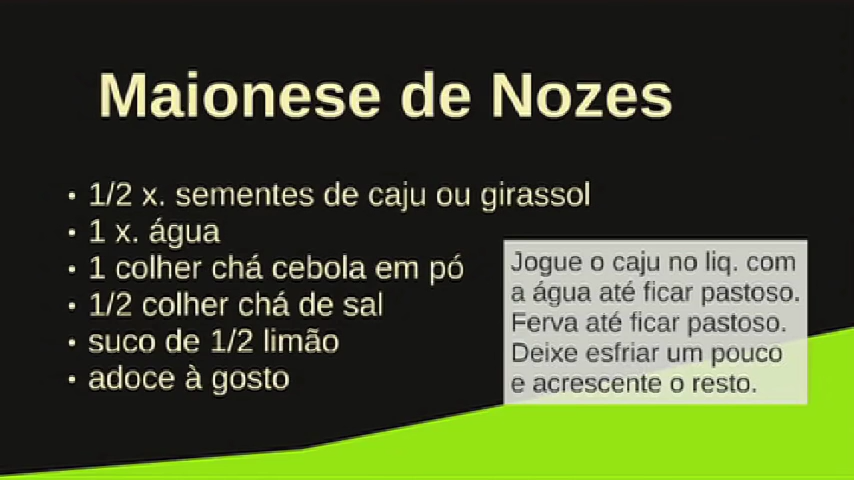 Maionese de Nozes
• 1/2 x. sementes de caju ou girassol
• 1 x. água
• 1 colher chá cebola em pó
• 1/2 colher chá de sal
• suco de 1/2 limão
• adoce à gosto
Jogue o caju no liq. com
a água até ficar pastoso.
Ferva até ficar pastoso.
Deixe esfriar um pouco
e acrescente o resto.